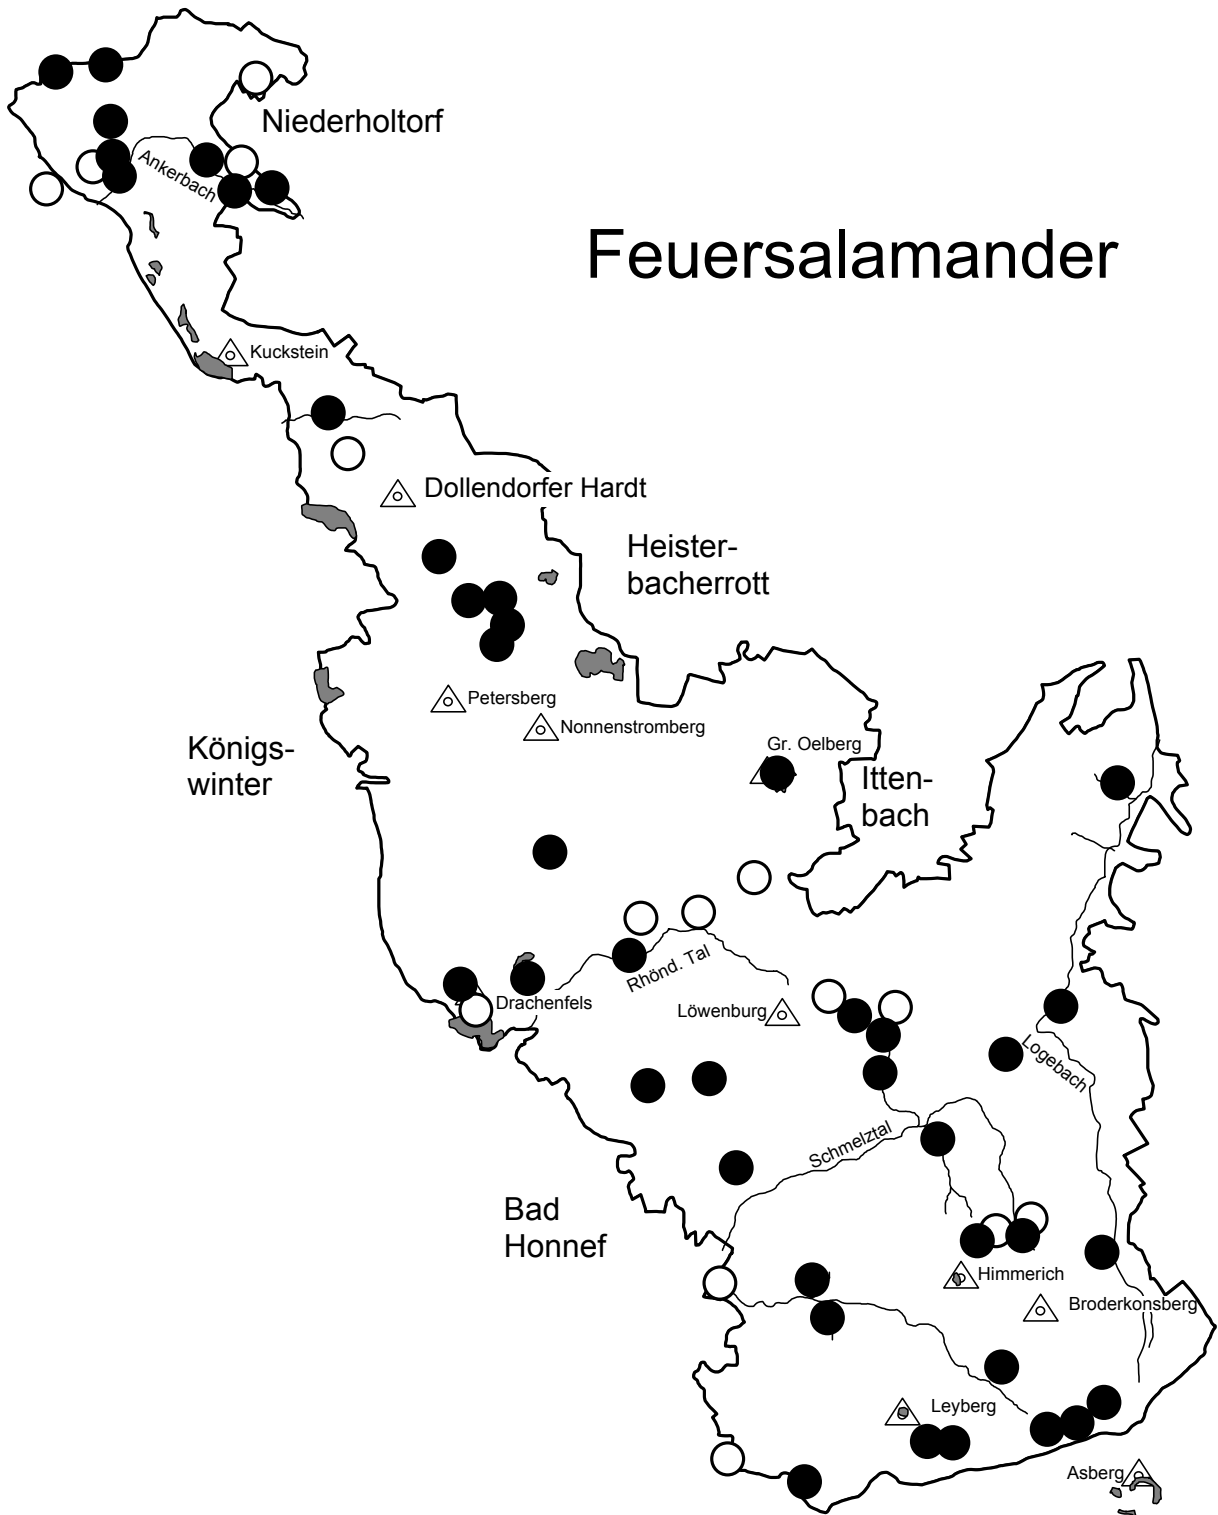 Niederholtorf
Ankerbach
Feuersalamander
Kuckstein
Dollendorfer Hardt
Heister-
bacherrott
Petersberg
Nonnenstromberg
Königs-
winter
Gr. Oelberg
Itten-
bach
Rhönd. Tal
Drachenfels
Löwenburg
Logebach
Schmelztal
Bad
Honnef
Himmerich
Broderkonsberg
Leyberg
Asberg